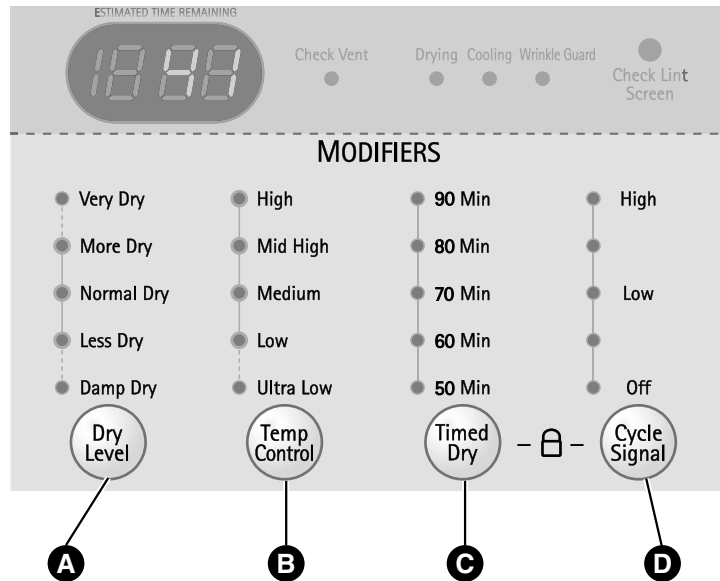 ESTIMATED TIME REMAINING
Check Vent
Drying Cooling Wrinkle Guard
Check Lint
Screen
MODIFIERS
Very Dry
More Dry
Normal Dry
Less Dry
Damp Dry
Dry
Level
High
Mid High
Medium
Low
Ultra Low
Temp
Control
90 Min
80 Min
70 Min
60 Min
50 Min
Timed
Dry
High
Low
Off
Cycle
Signal
A B C D